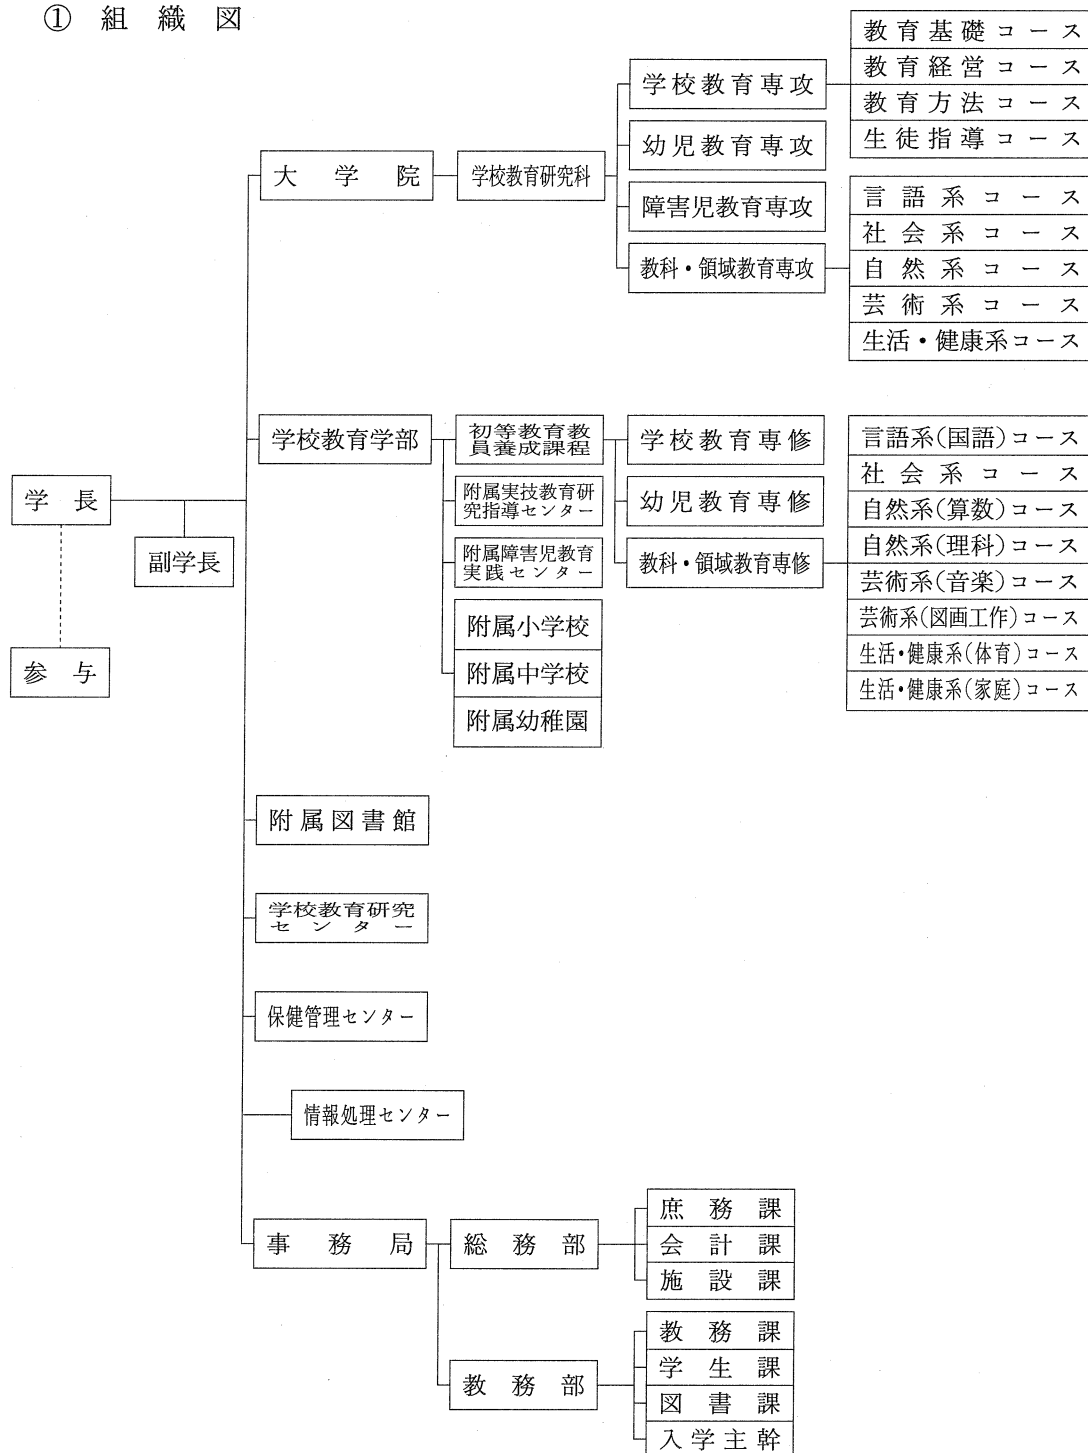 ① 組織図
教育基礎コース
教育経営コース
教育方法コース
生徒指導コース
学校教育専攻
幼児教育専攻
大学院
学校教育研究科
障害児教育専攻
教科・領域教育専攻
言語系コース
社会系コース
自然系コース
芸術系コース
生活・健康系コース
学校教育学部
初等教育教
員養成課程
附属実技教育研
究指導センター
附属障害児教育
実践センター
附属小学校
附属中学校
附属幼稚園
学校教育専修
幼児教育専修
教科・領域教育専修
言語系(国語)コース
社会系コース
自然系(算数)コース
自然系(理科)コース
芸術系(音楽)コース
芸術系(図画工作)コース
生活・健康系(体育)コース
生活・健康系(家庭)コース
学長
副学長
参与
附属図書館
学校教育研究
センター
保健管理センター
情報処理センター
事務局
総務部
庶務課
会計課
施設課
教務部
教務課
学生課
図書課
入学主幹